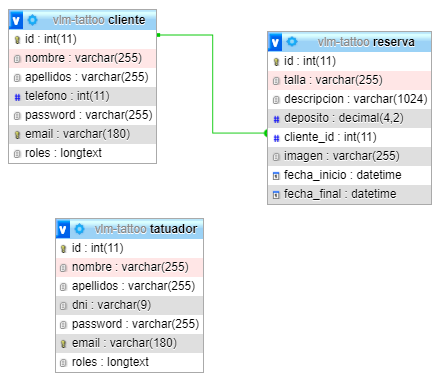 v vlm-tattoo cliente
id : int(11)
nombre : varchar(255)
apellidos : varchar(255)
telefono : int(11)
password : varchar(255)
email : varchar(180)
roles : longtext
v vlm-tattoo reserva
id : int(11)
talla : varchar(255)
descripcion : varchar(1024)
deposito : decimal(4,2)
cliente_id : int(11)
imagen : varchar(255)
fecha_inicio : datetime
fecha_final : datetime
v vlm-tattoo tatuador
id : int(11)
nombre : varchar(255)
apellidos : varchar(255)
dni : varchar(9)
password : varchar(255)
email : varchar(180)
roles : longtext